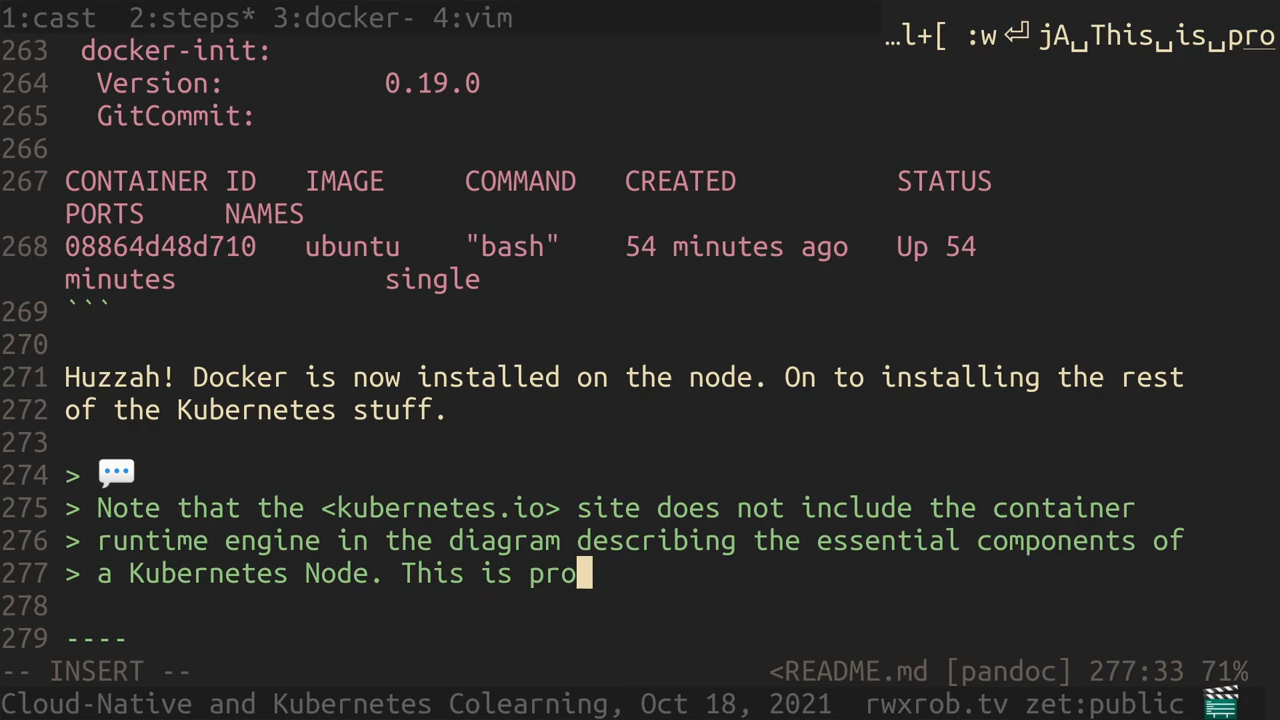 1:cast  2:steps* 3:docker- 4:vim
…l+[ :w⏎ jA␣This␣is␣pro
263  docker-init:
264   Version:          0.19.0
265   GitCommit:
266
267 CONTAINER ID   IMAGE     COMMAND   CREATED          STATUS
PORTS     NAMES
268 08864d48d710   ubuntu    "bash"    54 minutes ago   Up 54
minutes             single
269 ```
270
271 Huzzah! Docker is now installed on the node. On to installing the rest
272 of the Kubernetes stuff.
273
274 > 💬
275 > Note that the <kubernetes.io> site does not include the container
276 > runtime engine in the diagram describing the essential components of
277 > a Kubernetes Node. This is pro
278
279 ----
-- INSERT --                    <README.md [pandoc] 277:33 71%
Cloud-Native and Kubernetes Colearning, Oct 18, 2021  rwxrob.tv zet:public 🎬